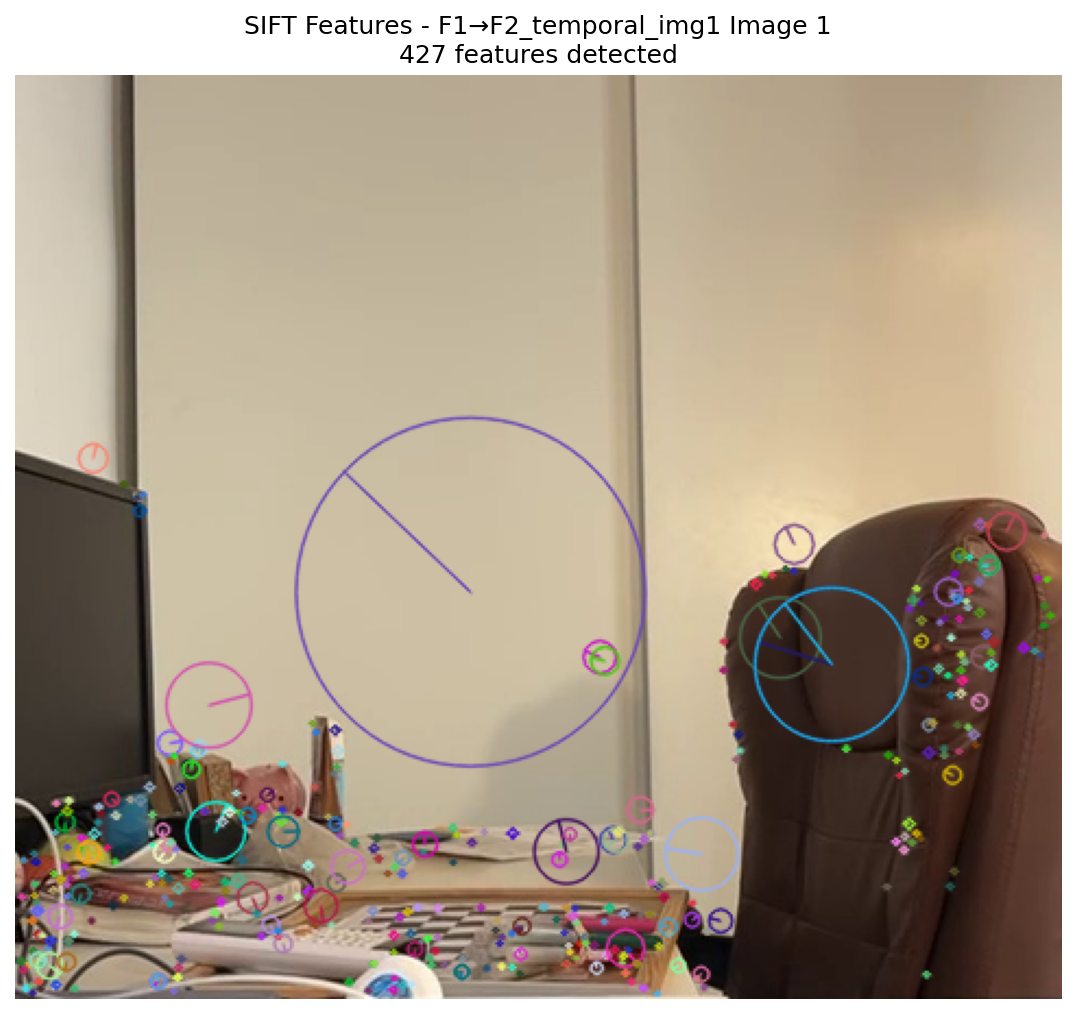 SIFT Features - F1→F2_temporal_img1 Image 1
427 features detected